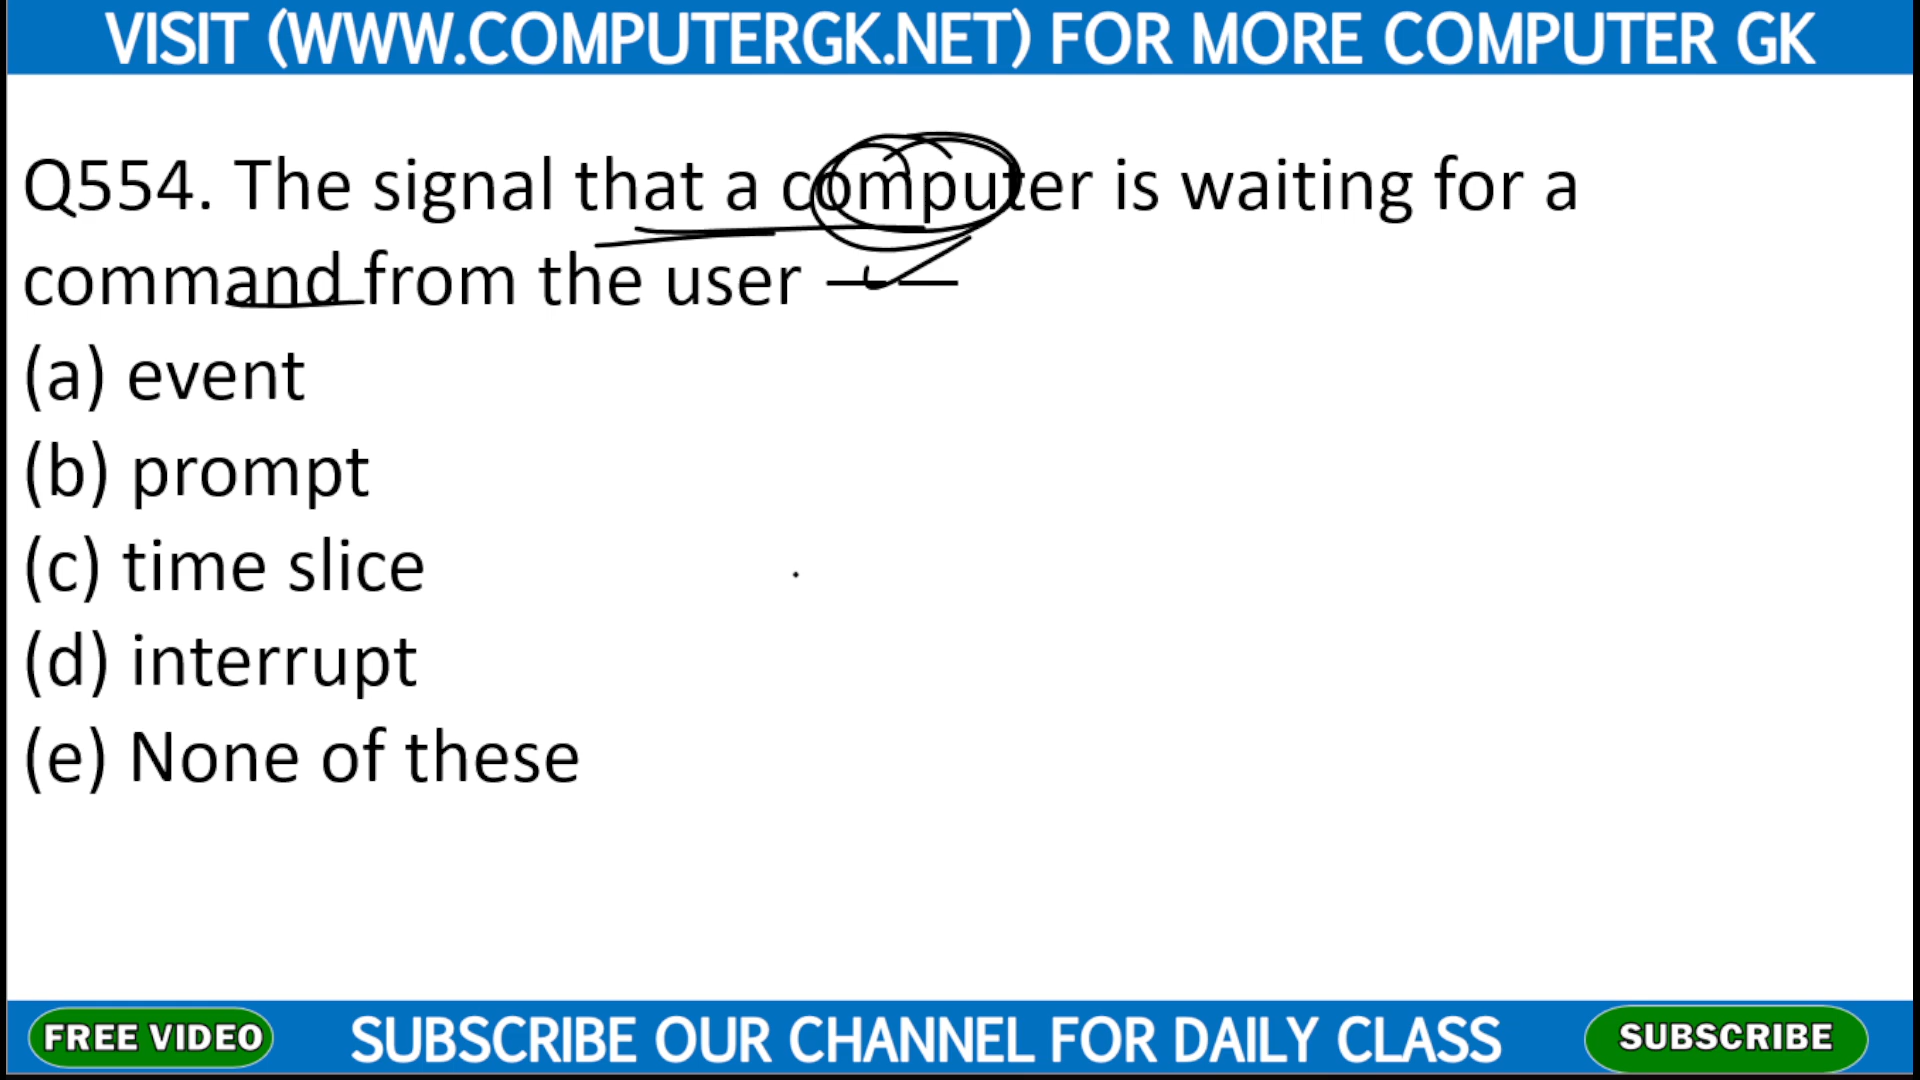 VISIT (WWW.COMPUTERGK.NET) FOR MORE COMPUTER GK
Q554. The signal that a computer is waiting for a
command from the user — —
(a) event
(b) prompt
(c) time slice
(d) interrupt
(e) None of these
FREE VIDEO SUBSCRIBE OUR CHANNEL FOR DAILY CLASS SUBSCRIBE